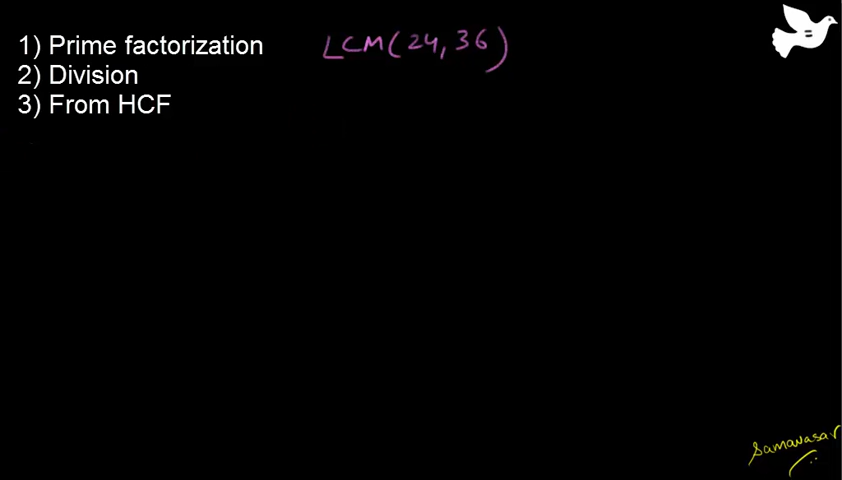 1) Prime factorization
LCM(24,36)
2) Division
3) From HCF
Samavasar